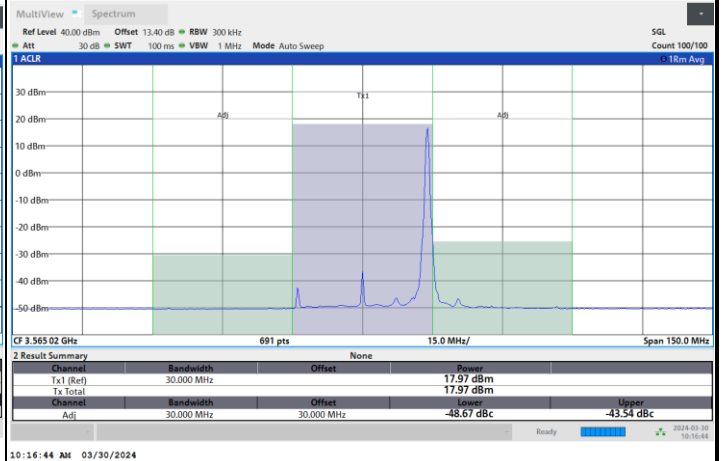 MultiView Spectrum
Ref Level 40.00 dBm Offset 13.40 dB RBW 300 kHz SGL
Att 30 dB SWT 100 ms VBW 1 MHz Mode Auto Sweep Count 100/100
1 ACLR 1Rm Avg
30 dBm
Tx1
20 dBm Adj Adj
10 dBm
0 dBm
-10 dBm
-20 dBm
-30 dBm
-40 dBm
-50 dBm
CF 3.565 02 GHz 691 pts 15.0 MHz/ Span 150.0 MHz
2 Result Summary None
Channel Bandwidth Offset Power
Tx1 (Ref) 30.000 MHz 17.97 dBm
Tx Total 17.97 dBm
Channel Bandwidth Offset Lower Upper
Adj 30.000 MHz 30.000 MHz -48.67 dBc -43.54 dBc
Ready 2024-03-30
10:16:44
10:16:44 AM 03/30/2024